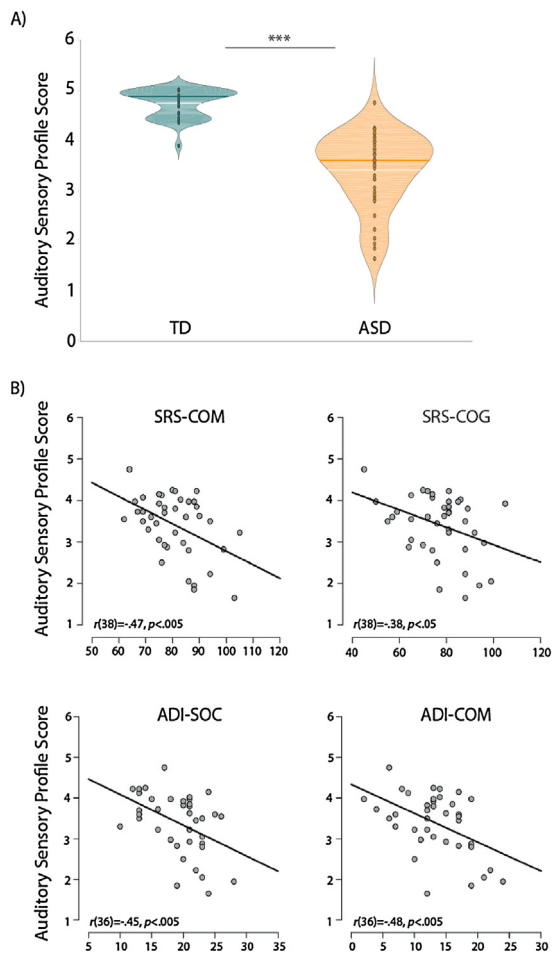 A)
Auditory Sensory Profile Score
6
5
4
3
2
1
0
***
TD
ASD
B)
SRS-COM
Auditory Sensory Profile Score
6
5
4
3
2
1
r(38)=-.47, p<.005
50 60 70 80 90 100 110 120
SRS-COG
6
5
4
3
2
1
r(38)=-.38, p<.05
40 60 80 100 120
ADI-SOC
Auditory Sensory Profile Score
6
5
4
3
2
1
r(36)=-.45, p<.005
5 10 15 20 25 30 35
ADI-COM
6
5
4
3
2
1
r(36)=-.48, p<.005
0 5 10 15 20 25 30